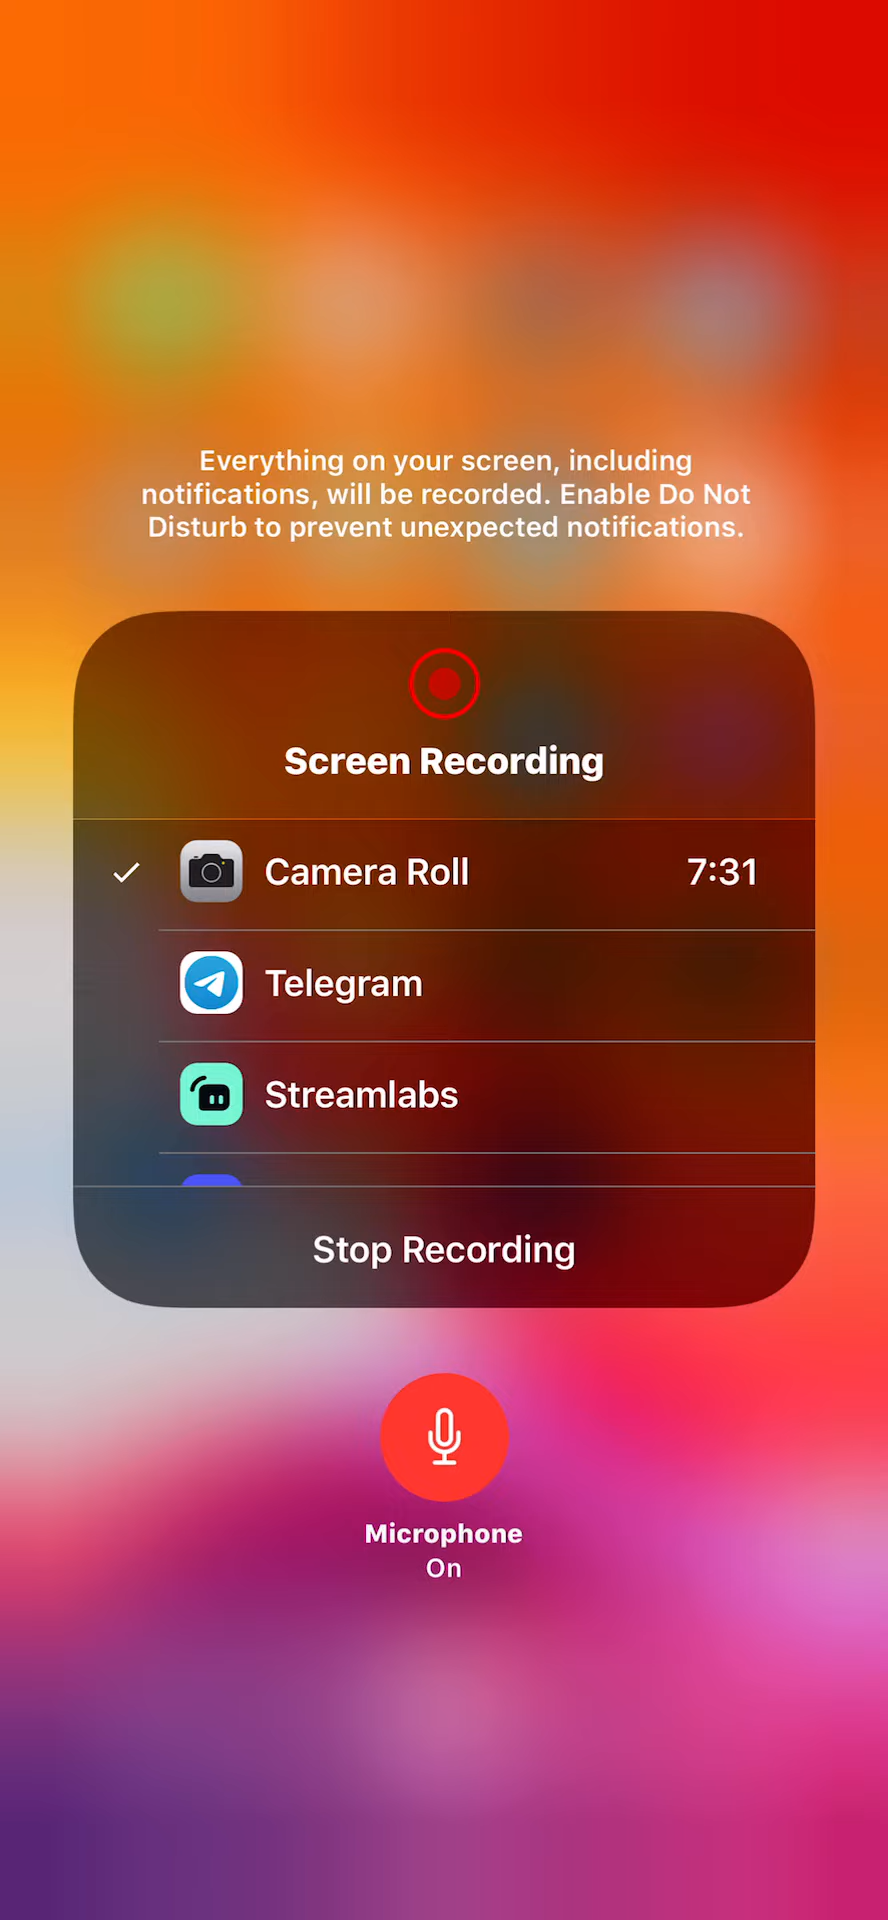 Everything on your screen, including
notifications, will be recorded. Enable Do Not
Disturb to prevent unexpected notifications.
Screen Recording
Camera Roll 7:31
Telegram
Streamlabs
Stop Recording
Microphone
On